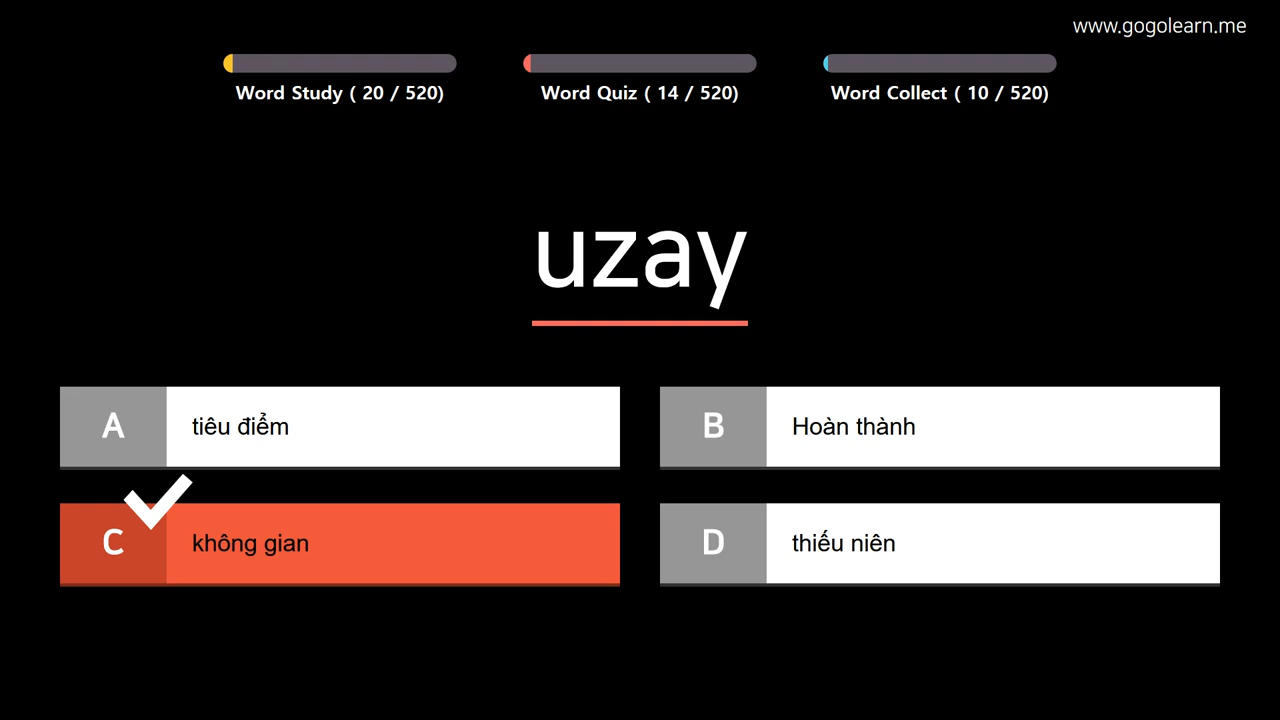 www.gogolearn.me
Word Study ( 20 / 520)
Word Quiz ( 14 / 520)
Word Collect ( 10 / 520)
uzay
A
tiêu điểm
B
Hoàn thành
C
không gian
D
thiếu niên